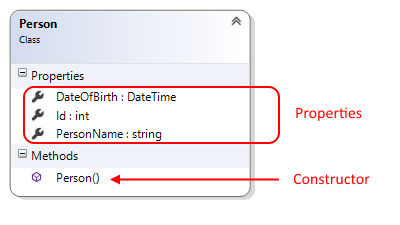 Person
Class
Properties
DateOfBirth : DateTime
Id : int
PersonName : string
Properties
Methods
Person()
Constructor